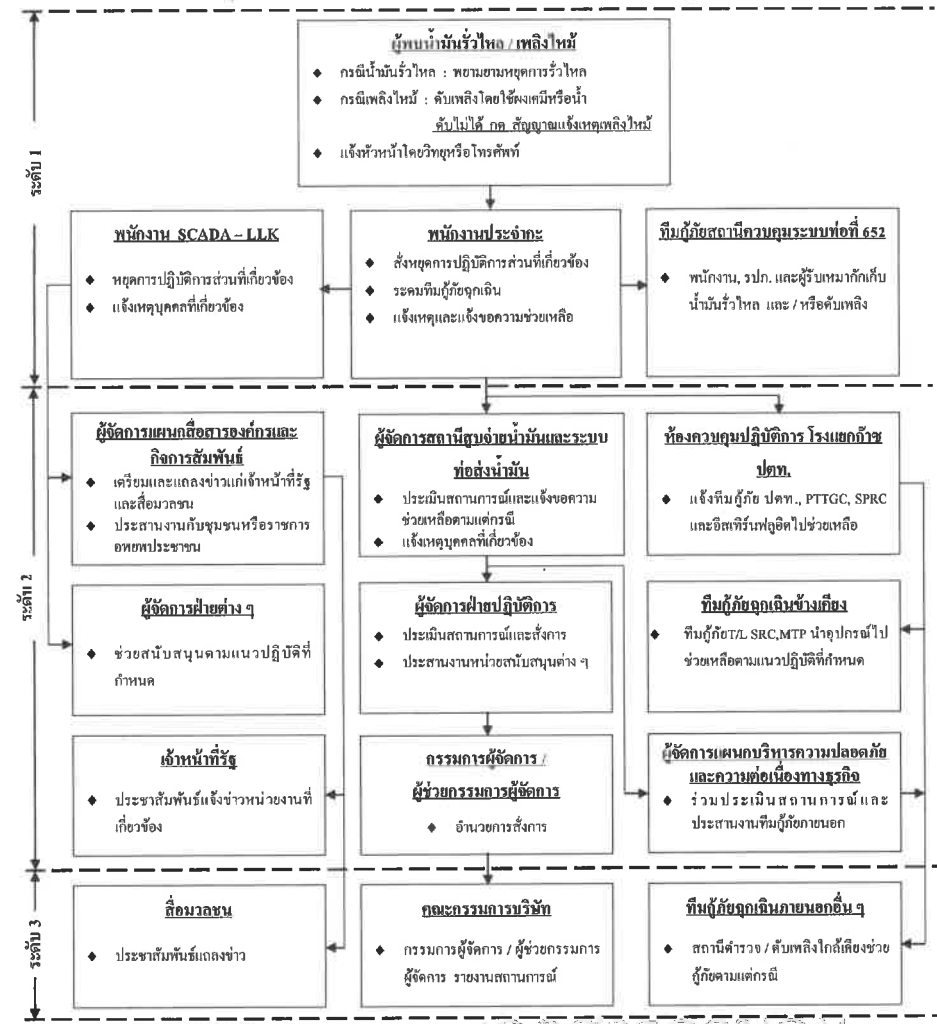 ระดับ 1
ผู้พบน้ำมันรั่วไหล / เพลิงไหม้
♦ กรณีน้ำมันรั่วไหล : พยายามหยุดการรั่วไหล
♦ กรณีเพลิงไหม้ : ดับเพลิงโดยใช้ผงเคมีหรือน้ำ
ดับไม่ได้ กด สัญญาณแจ้งเหตุเพลิงไหม้
♦ แจ้งหัวหน้าโดยวิทยุหรือโทรศัพท์
พนักงาน SCADA – LLK
♦ หยุดการปฏิบัติการส่วนที่เกี่ยวข้อง
♦ แจ้งเหตุบุคคลที่เกี่ยวข้อง
พนักงานประจำกะ
♦ สั่งหยุดการปฏิบัติการส่วนที่เกี่ยวข้อง
♦ ระดมทีมกู้ภัยฉุกเฉิน
♦ แจ้งเหตุและแจ้งขอความช่วยเหลือ
ทีมกู้ภัยสถานีควบคุมระบบท่อที่ 652
♦ พนักงาน, รปภ. และผู้รับเหมากักเก็บ
น้ำมันรั่วไหล และ / หรือดับเพลิง
ระดับ 2
ผู้จัดการแผนกสื่อสารองค์กรและ
กิจการสัมพันธ์
♦ เตรียมและแถลงข่าวแก่เจ้าหน้าที่รัฐ
และสื่อมวลชน
♦ ประสานงานกับชุมชนหรือราชการ
อพยพประชาชน
ผู้จัดการสถานีสูบจ่ายน้ำมันและระบบ
ท่อส่งน้ำมัน
♦ ประเมินสถานการณ์และแจ้งขอความ
ช่วยเหลือตามแต่กรณี
♦ แจ้งเหตุบุคคลที่เกี่ยวข้อง
ห้องควบคุมปฏิบัติการ โรงแยกก๊าซ
ปตท.
♦ แจ้งทีมกู้ภัย ปตท., PTTGC, SPRC
และอีสเทิร์นฟลูอิดไปช่วยเหลือ
ผู้จัดการฝ่ายต่าง ๆ
♦ ช่วยสนับสนุนตามแนวปฏิบัติที่
กำหนด
ผู้จัดการฝ่ายปฏิบัติการ
♦ ประเมินสถานการณ์และสั่งการ
♦ ประสานงานหน่วยสนับสนุนต่าง ๆ
ทีมกู้ภัยฉุกเฉินข้างเคียง
♦ ทีมกู้ภัยT/L SRC,MTP นำอุปกรณ์ไป
ช่วยเหลือตามแนวปฏิบัติที่กำหนด
เจ้าหน้าที่รัฐ
♦ ประชาสัมพันธ์แจ้งข่าวหน่วยงานที่
เกี่ยวข้อง
กรรมการผู้จัดการ /
ผู้ช่วยกรรมการผู้จัดการ
♦ อำนวยการสั่งการ
ผู้จัดการแผนกบริหารความปลอดภัย
และความต่อเนื่องทางธุรกิจ
♦ ร่วมประเมินสถานการณ์และ
ประสานงานทีมกู้ภัยภายนอก
ระดับ 3
สื่อมวลชน
♦ ประชาสัมพันธ์แถลงข่าว
คณะกรรมการบริษัท
♦ กรรมการผู้จัดการ / ผู้ช่วยกรรมการ
ผู้จัดการ รายงานสถานการณ์
ทีมกู้ภัยฉุกเฉินภายนอกอื่น ๆ
♦ สถานีตำรวจ / ดับเพลิงใกล้เคียงช่วย
กู้ภัยตามแต่กรณี